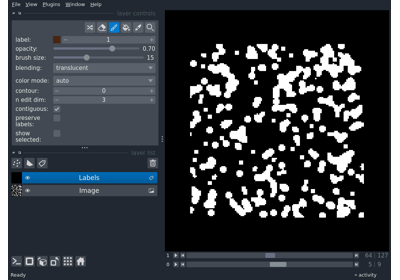 File View Plugins Window Help
layer controls
label: 1
opacity: 0.70
brush size: 15
blending: translucent
color mode: auto
contour: 0
n edit dim: 3
contiguous:
preserve
labels:
show
selected:
layer list
Labels
Image
1 64 127
0 5 9
Ready activity